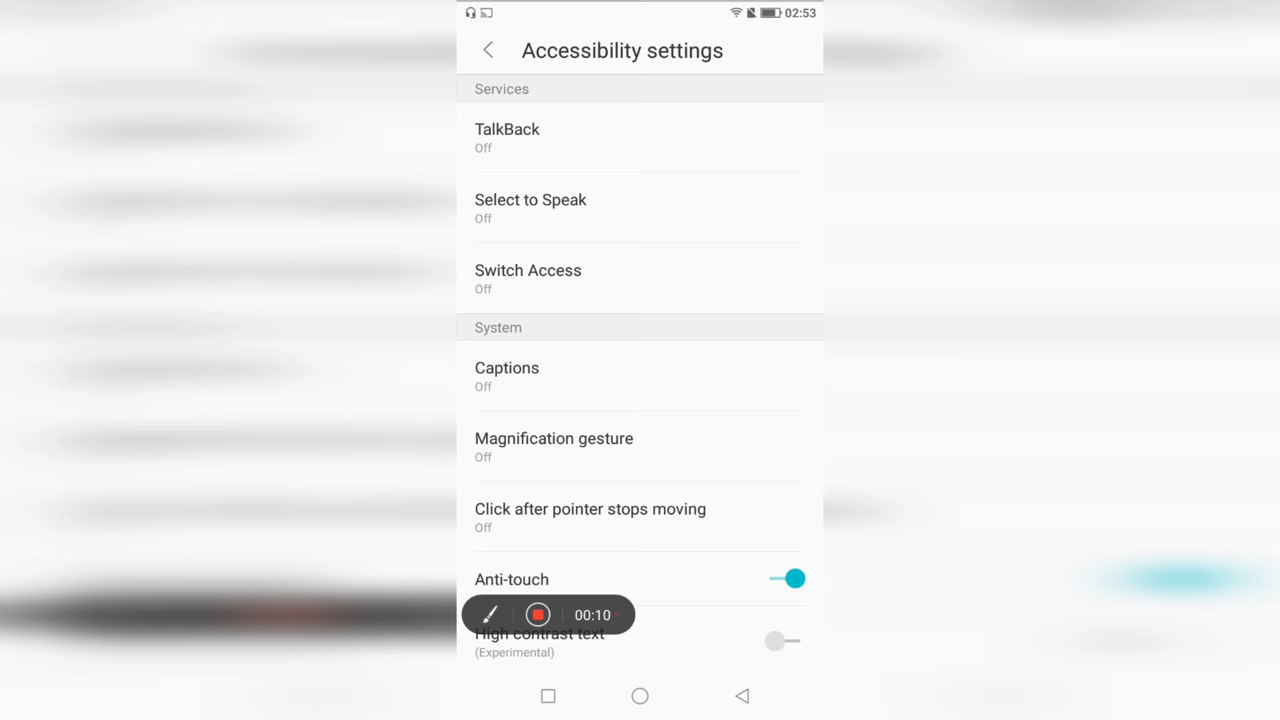 02:53
Accessibility settings
Services
TalkBack
Off
Select to Speak
Off
Switch Access
Off
System
Captions
Off
Magnification gesture
Off
Click after pointer stops moving
Off
Anti-touch
00:10
High contrast text
(Experimental)